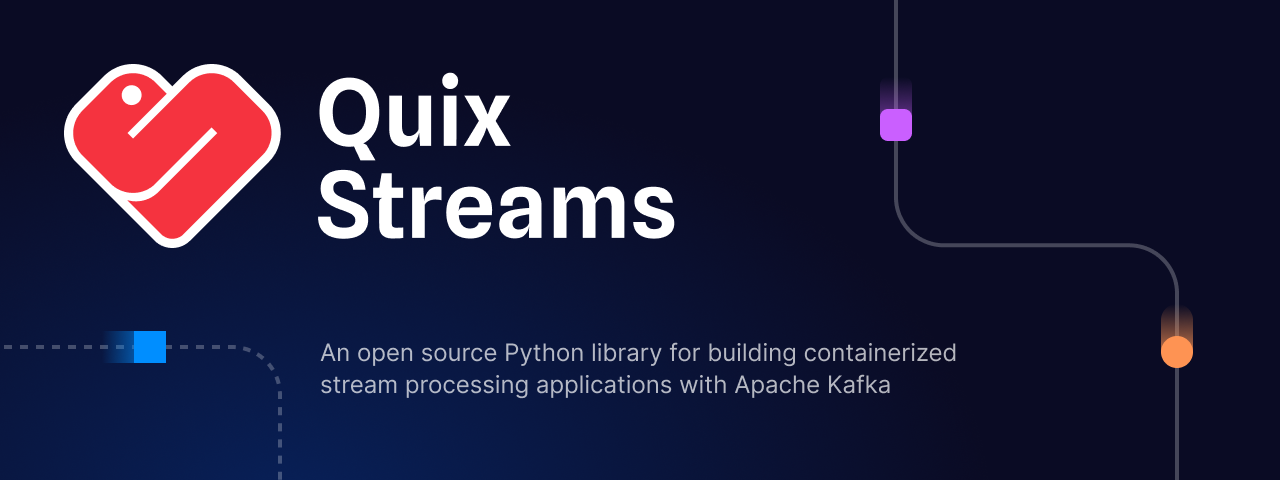 Quix
Streams
An open source Python library for building containerized
stream processing applications with Apache Kafka